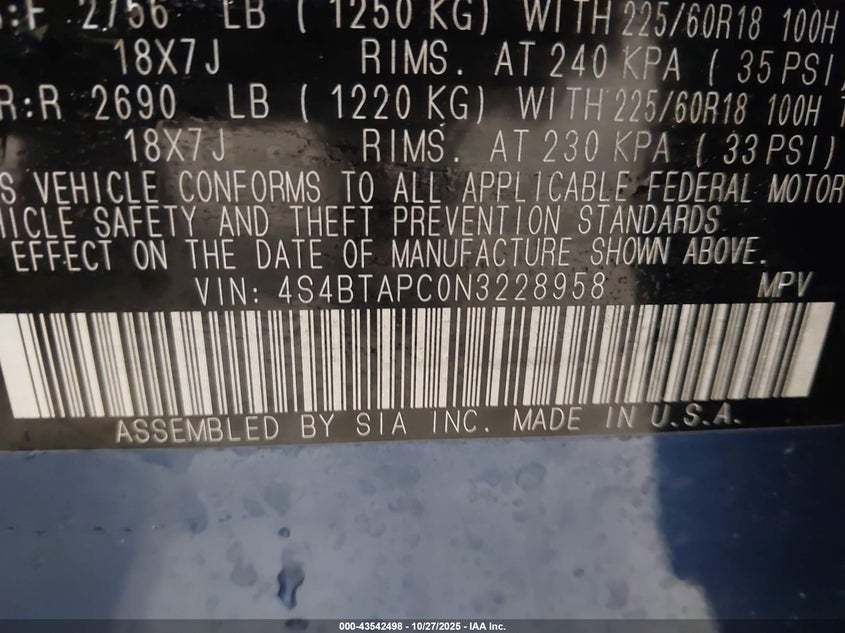 :F 2756 LB ( 1250 KG) WITH 225/60R18 100H
18X7J RIMS. AT 240 KPA ( 35 PSI)
R:R 2690 LB ( 1220 KG) WITH 225/60R18 100H
18X7J RIMS. AT 230 KPA ( 33 PSI)
S VEHICLE CONFORMS TO ALL APPLICABLE FEDERAL MOTOR
ICLE SAFETY AND THEFT PREVENTION STANDARDS
EFFECT ON THE DATE OF MANUFACTURE SHOWN ABOVE.
VIN: 4S4BTAPC0N3228958 MPV
ASSEMBLED BY SIA INC. MADE IN U.S.A.
000-43542498 - 10/27/2025 - IAA Inc.